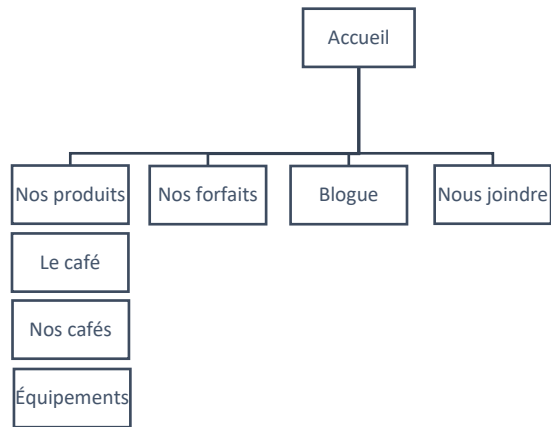 Accueil
Nos produits
Nos forfaits
Blogue
Nous joindre
Le café
Nos cafés
Équipements